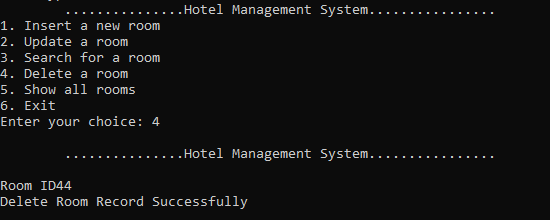 ...............Hotel Management System................
1. Insert a new room
2. Update a room
3. Search for a room
4. Delete a room
5. Show all rooms
6. Exit
Enter your choice: 4
...............Hotel Management System................
Room ID44
Delete Room Record Successfully